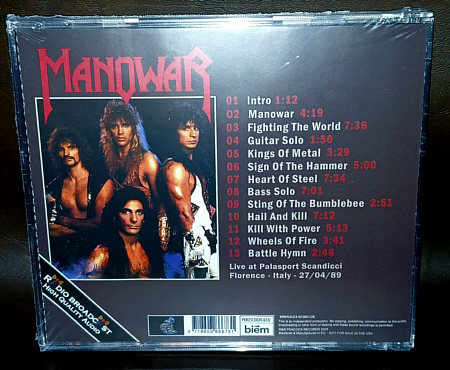 MANOWAR
01 Intro 1:12
02 Manowar 4:19
03 Fighting The World 7:36
04 Guitar Solo 1:50
05 Kings Of Metal 3:29
06 Sign Of The Hammer 5:00
07 Heart Of Steel 7:34
08 Bass Solo 7:01
09 Sting Of The Bumblebee 2:51
10 Hail And Kill 7:12
11 Kill With Power 5:13
12 Wheels Of Fire 3:41
13 Battle Hymn 2:46
Live at Palasport Scandicci
Florence - Italy - 27/04/89
RADIO BROADCAST
HIGH QUALITY AUDIO
biem